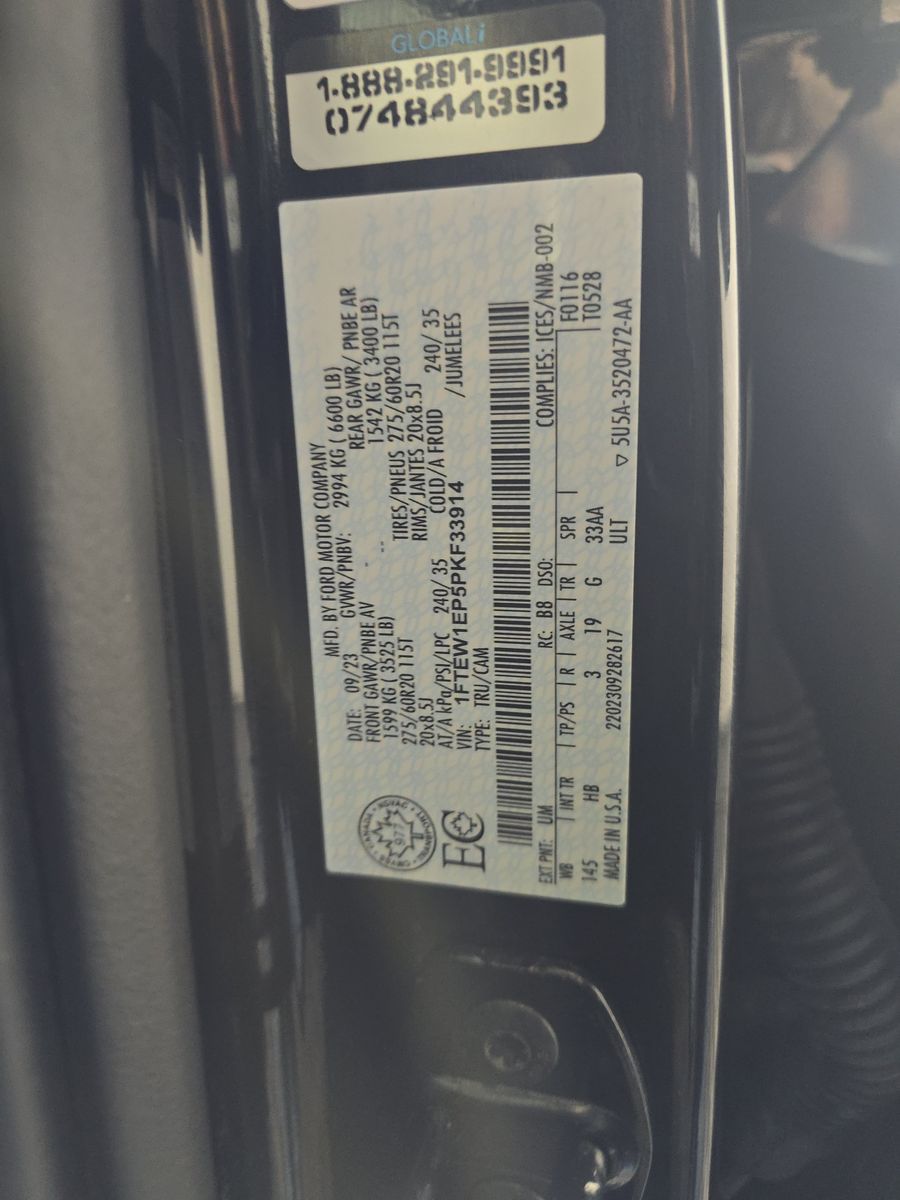 GLOBALi
1-888-291-9991
074844393
MFD. BY FORD MOTOR COMPANY
DATE: 09/23 GVWR/PNBV: 2994 KG ( 6600 LB)
FRONT GAWR/PNBE AV REAR GAWR/ PNBE AR
1599 KG ( 3525 LB) -- 1542 KG ( 3400 LB)
275/60R20 115T TIRES/PNEUS 275/60R20 115T
20x8.5J RIMS/JANTES 20x8.5J
AT/A kPa/PSI/LPC 240/ 35 COLD/A FROID 240/ 35
VIN: 1FTEW1EP5PKF33914 /JUMELEES
TYPE: TRU/CAM
EC
EXT PNT: UM RC: B8 DSO: COMPLIES: ICES/NMB-002
WB INT TR TP/PS R AXLE TR SPR F0116
145 HB 3 19 G 33AA T0528
MADE IN U.S.A. 2202309282617 ULT ▽ 5U5A-3520472-AA